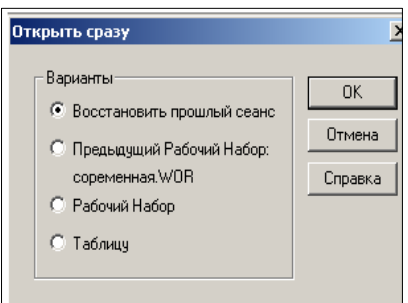 Открыть сразу
Варианты
Восстановить прошлый сеанс
Предыдущий Рабочий Набор:
соременная.WOR
Рабочий Набор
Таблицу
OK
Отмена
Справка